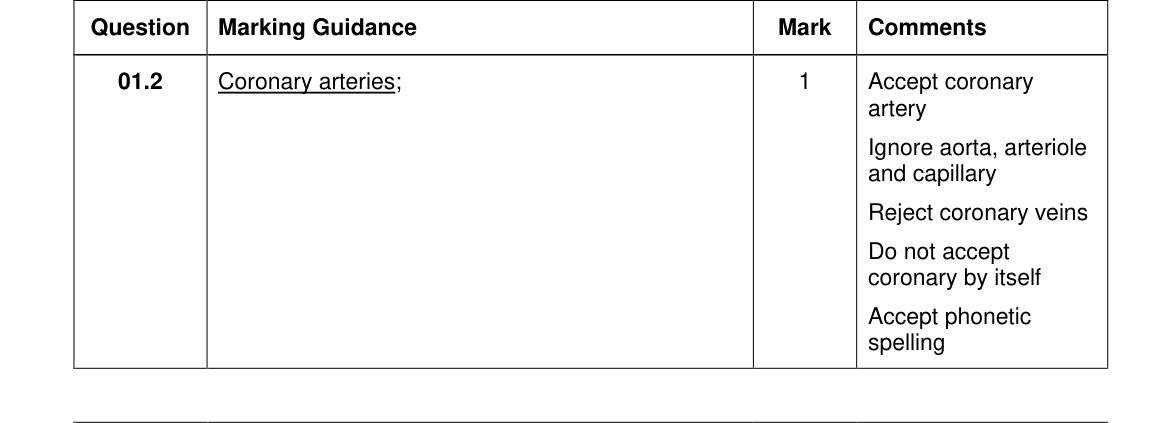 Question Marking Guidance Mark Comments
01.2 Coronary arteries; 1 Accept coronary
artery
Ignore aorta, arteriole
and capillary
Reject coronary veins
Do not accept
coronary by itself
Accept phonetic
spelling